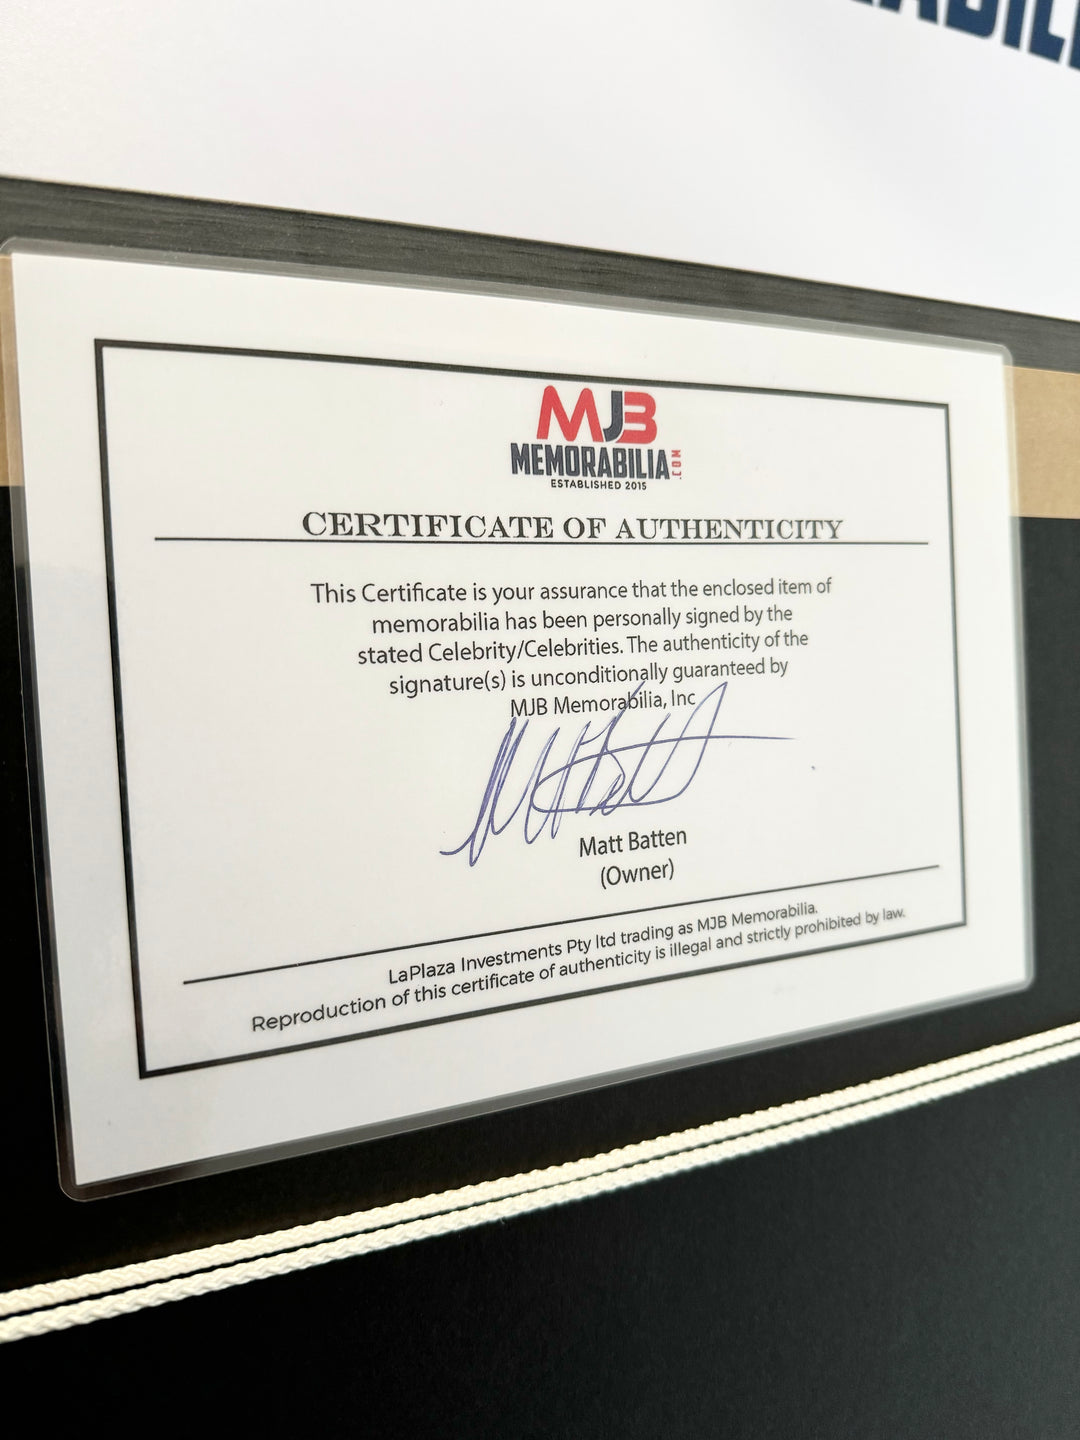 MJB
MEMORABILIA.COM
ESTABLISHED 2015
CERTIFICATE OF AUTHENTICITY
This Certificate is your assurance that the enclosed item of
memorabilia has been personally signed by the
stated Celebrity/Celebrities. The authenticity of the
signature(s) is unconditionally guaranteed by
MJB Memorabilia, Inc
Matt Batten
(Owner)
LaPlaza Investments Pty ltd trading as MJB Memorabilia.
Reproduction of this certificate of authenticity is illegal and strictly prohibited by law.